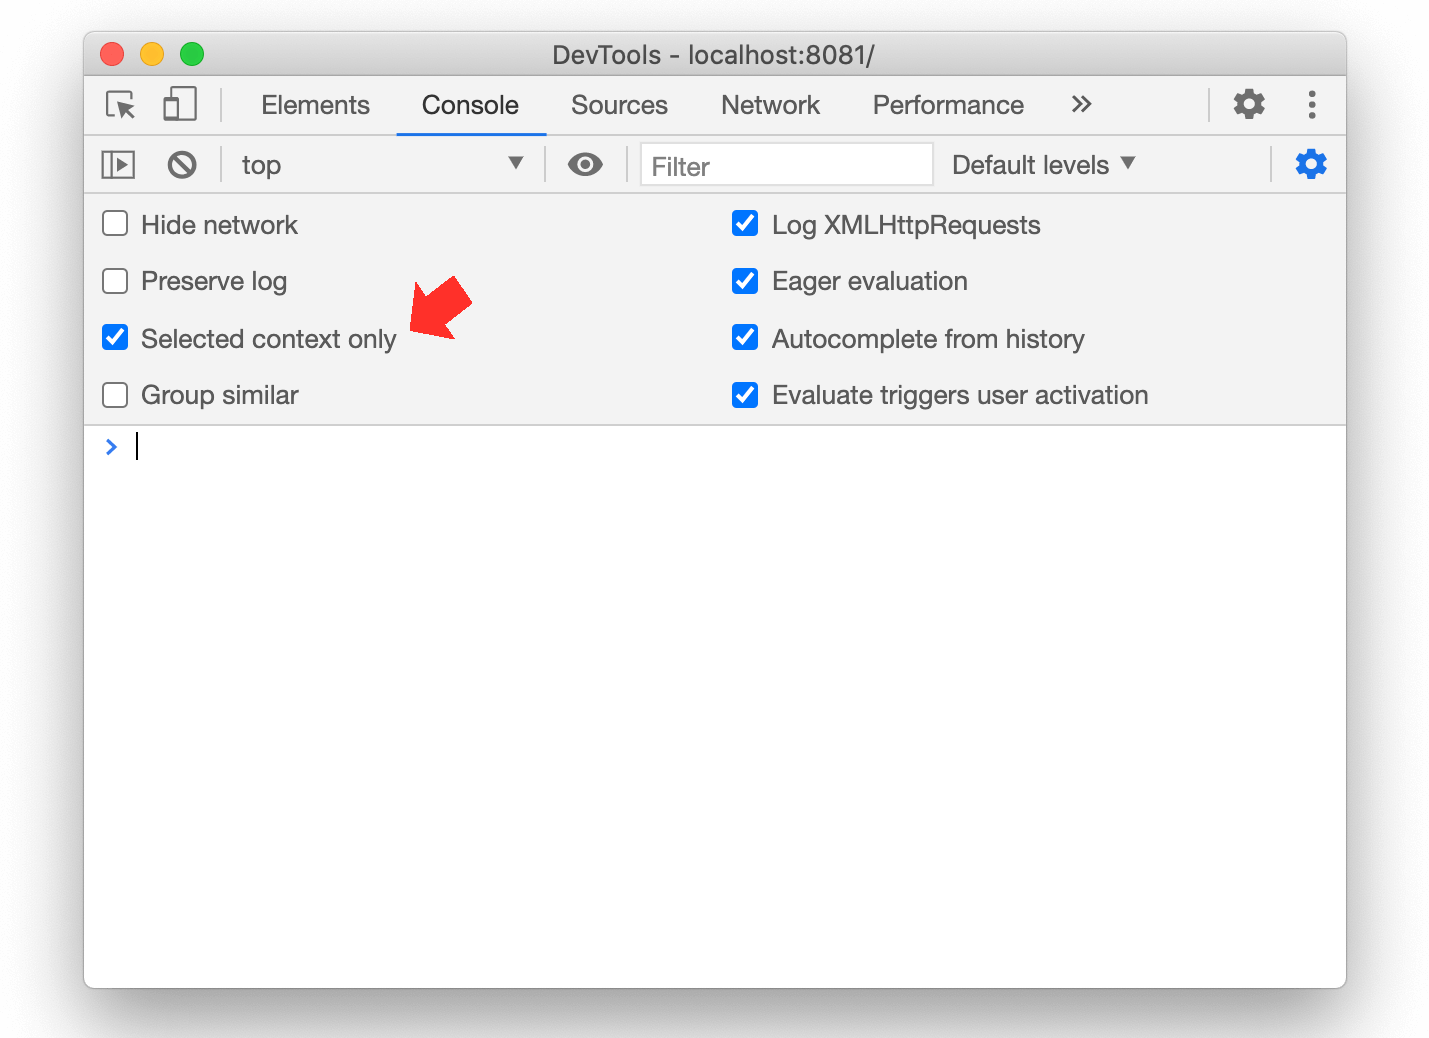 DevTools - localhost:8081/
Elements Console Sources Network Performance
top Filter Default levels
Hide network Log XMLHttpRequests
Preserve log Eager evaluation
Selected context only Autocomplete from history
Group similar Evaluate triggers user activation